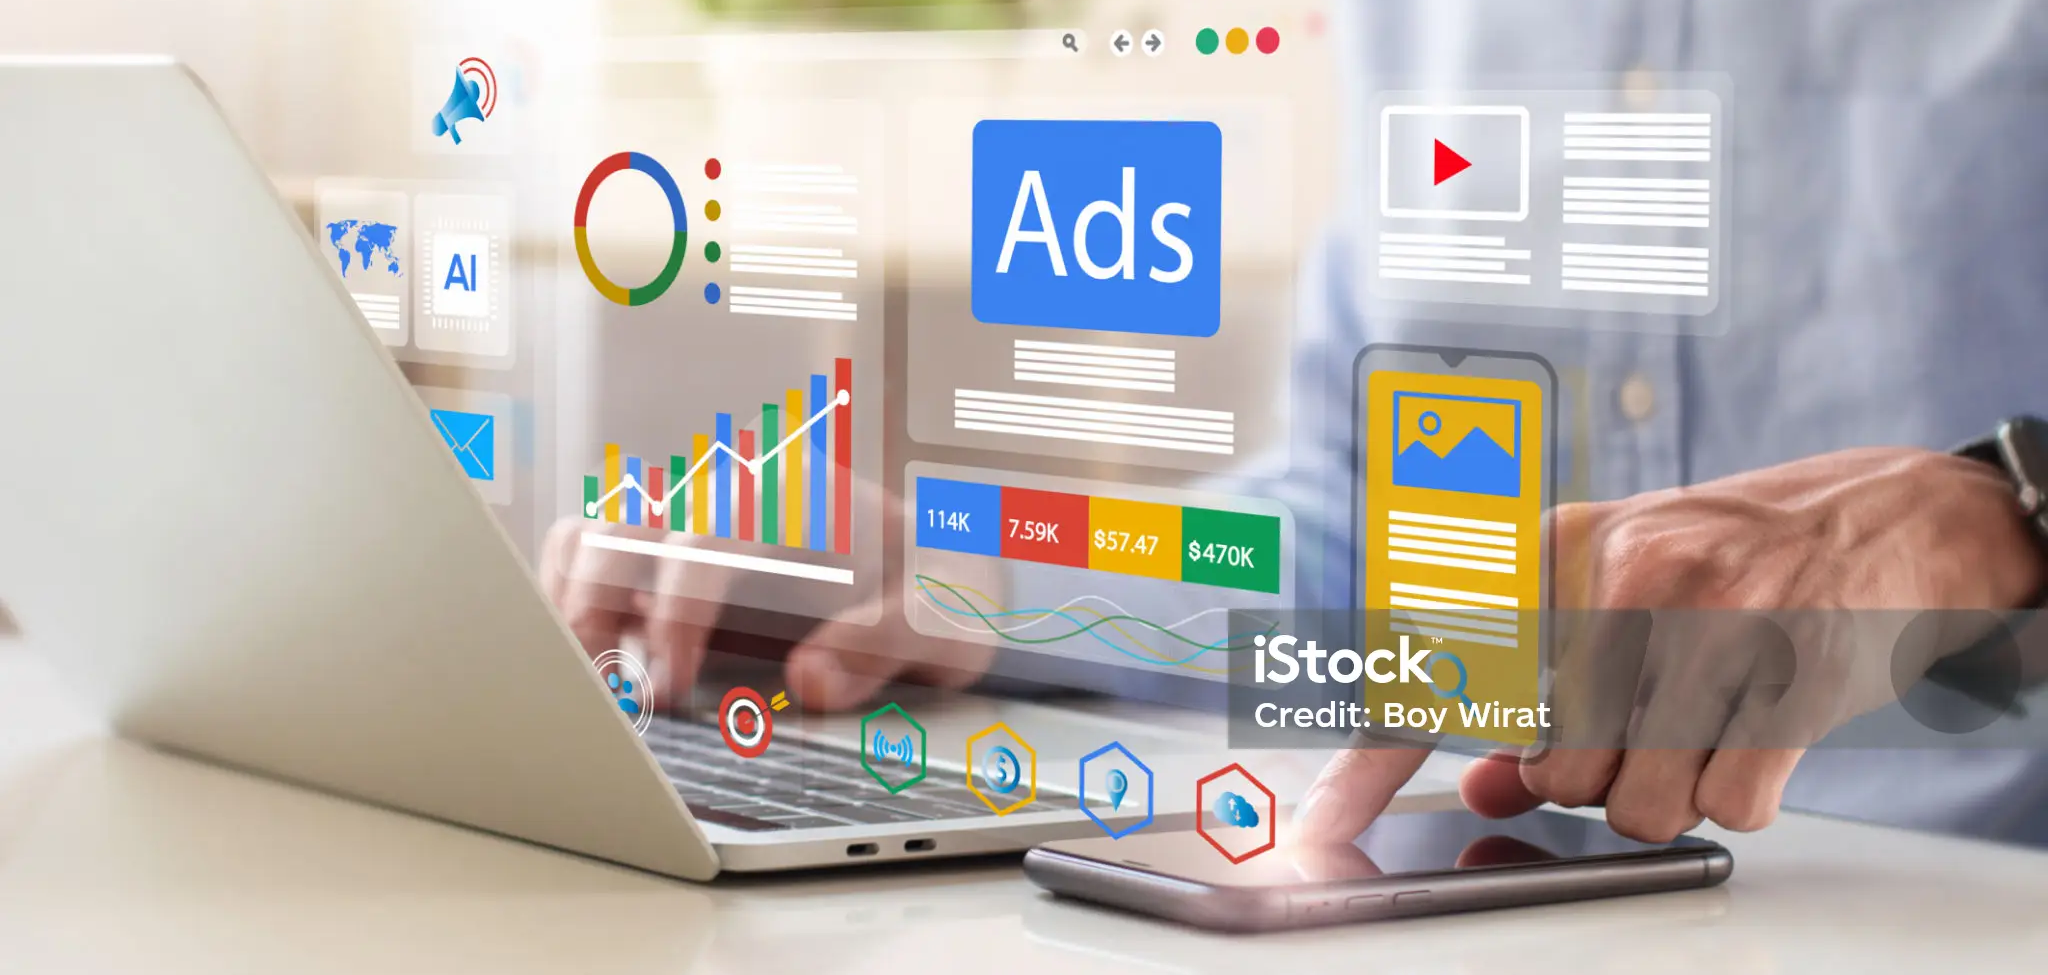 Ads
AI
114K
7.59K
$57.47
$470K
$
D
iStock™
Credit: Boy Wirat